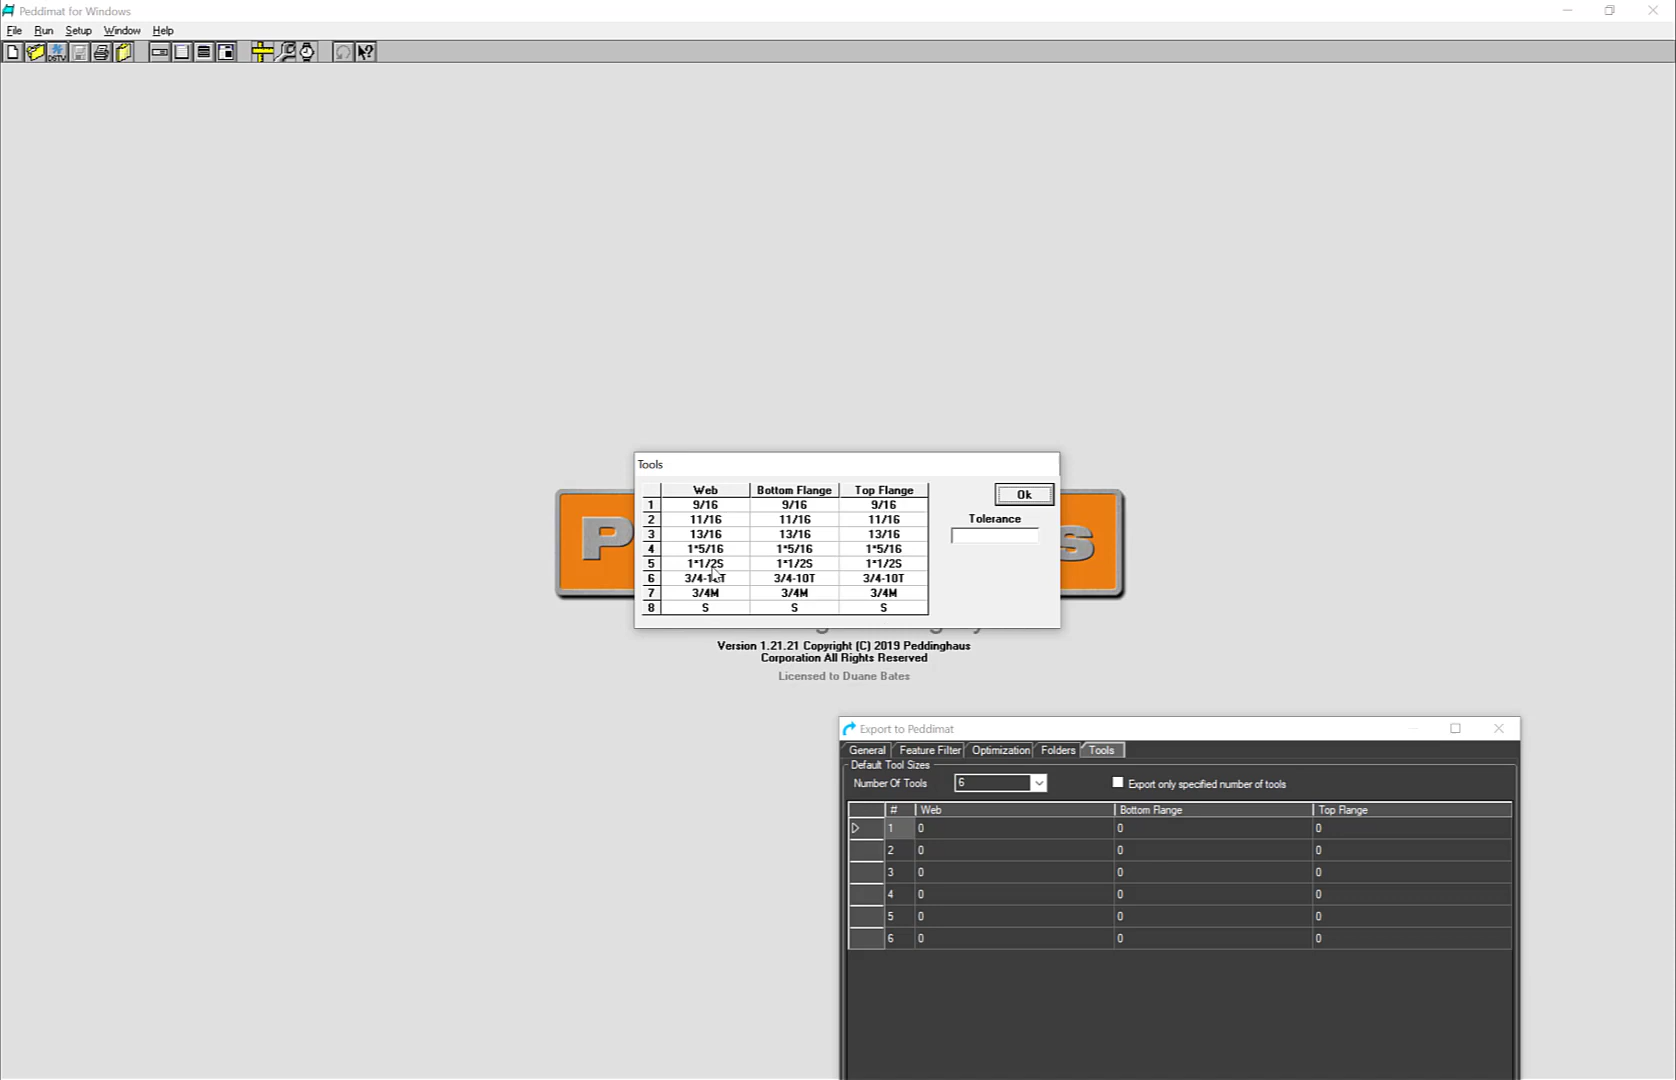 Peddimat for Windows
File Run Setup Window Help
DSTV
Tools
Web Bottom Flange Top Flange
1 9/16 9/16 9/16
2 11/16 11/16 11/16
3 13/16 13/16 13/16
4 1*5/16 1*5/16 1*5/16
5 1*1/2S 1*1/2S 1*1/2S
6 3/4-10T 3/4-10T 3/4-10T
7 3/4M 3/4M 3/4M
8 S S S
Ok
Tolerance
Version 1.21.21 Copyright (C) 2019 Peddinghaus
Corporation All Rights Reserved
Licensed to Duane Bates
Export to Peddimat
General Feature Filter Optimization Folders Tools
Default Tool Sizes
Number Of Tools 6 Export only specified number of tools
# Web Bottom Flange Top Flange
1 0 0 0
2 0 0 0
3 0 0 0
4 0 0 0
5 0 0 0
6 0 0 0